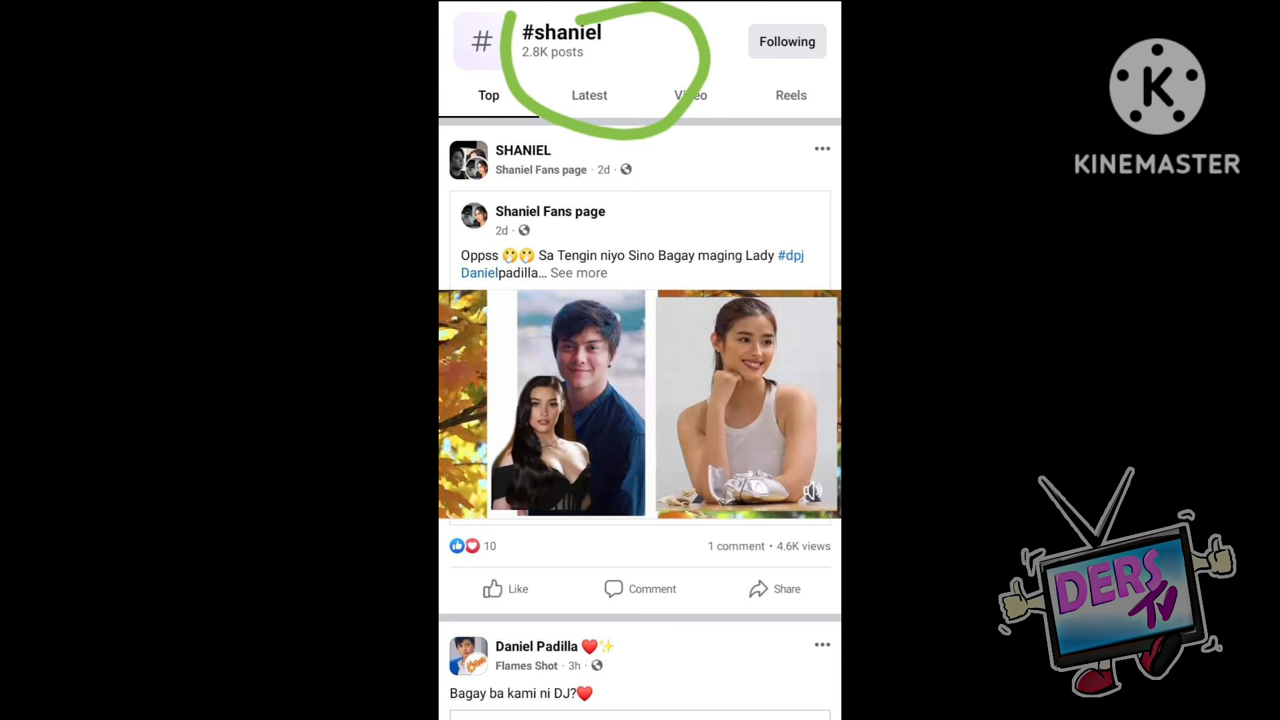 #shaniel
2.8K posts
Following
Top
Latest
Video
Reels
SHANIEL
Shaniel Fans page · 2d ·
Shaniel Fans page
2d ·
Oppss 🤭🤭 Sa Tengin niyo Sino Bagay maging Lady #dpj
Danielpadilla... See more
10
1 comment • 4.6K views
Like
Comment
Share
Daniel Padilla ❤️✨
Flames Shot · 3h ·
Bagay ba kami ni DJ?❤️
K
KINEMASTER
DERS
TV